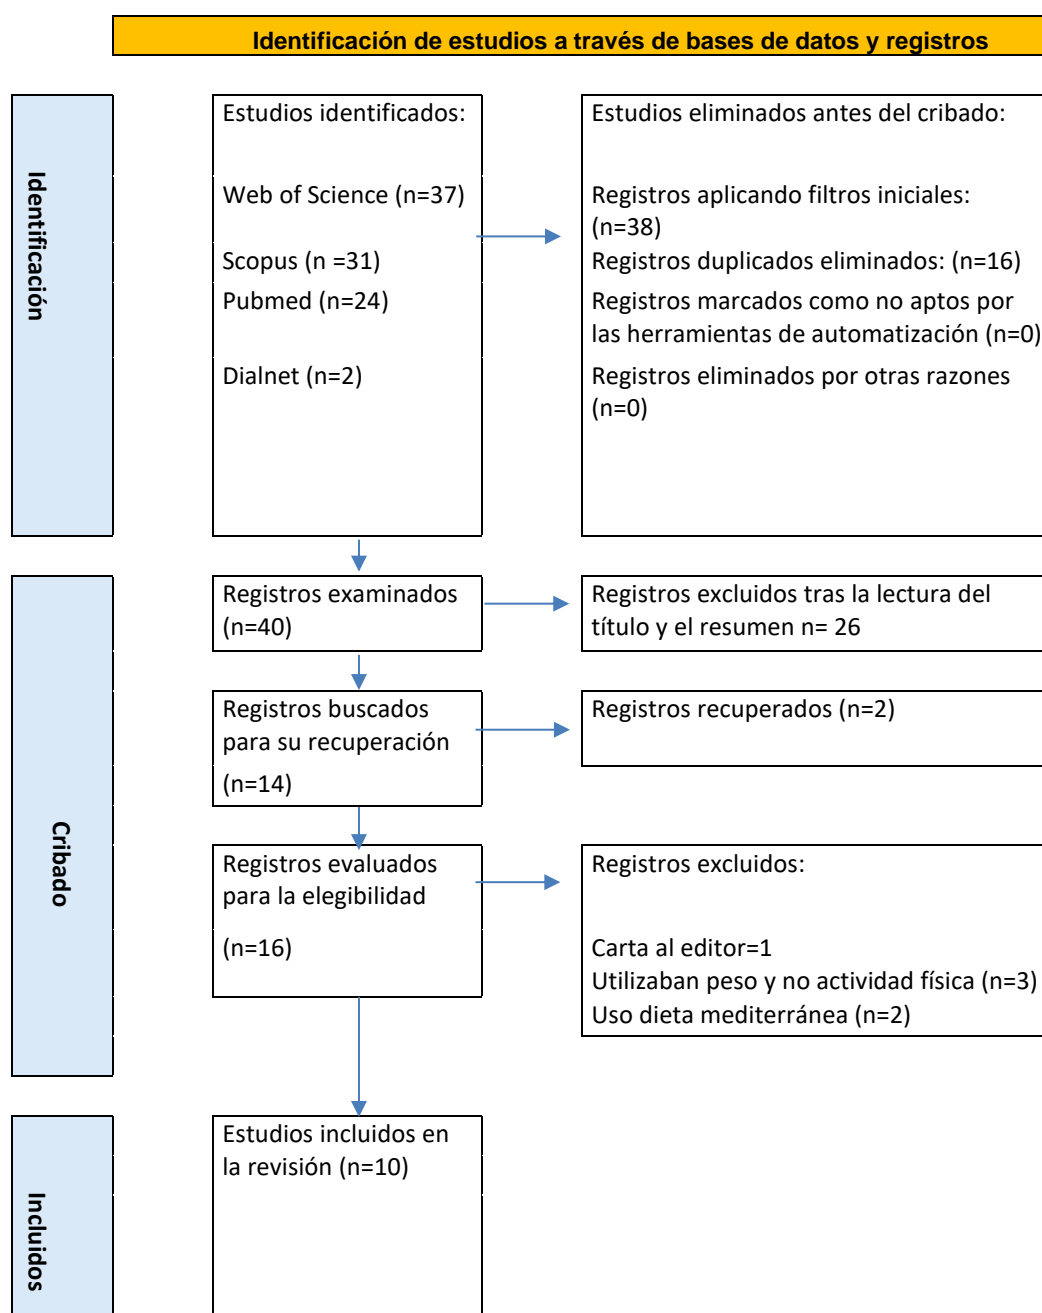 Identificación de estudios a través de bases de datos y registros
Identificación
Estudios identificados:
Web of Science (n=37)
Scopus (n =31)
Pubmed (n=24)
Dialnet (n=2)
Estudios eliminados antes del cribado:
Registros aplicando filtros iniciales:
(n=38)
Registros duplicados eliminados: (n=16)
Registros marcados como no aptos por
las herramientas de automatización (n=0)
Registros eliminados por otras razones
(n=0)
Cribado
Registros examinados
(n=40)
Registros excluidos tras la lectura del
título y el resumen n= 26
Registros buscados
para su recuperación
(n=14)
Registros recuperados (n=2)
Registros evaluados
para la elegibilidad
(n=16)
Registros excluidos:
Carta al editor=1
Utilizaban peso y no actividad física (n=3)
Uso dieta mediterránea (n=2)
Incluidos
Estudios incluidos en
la revisión (n=10)